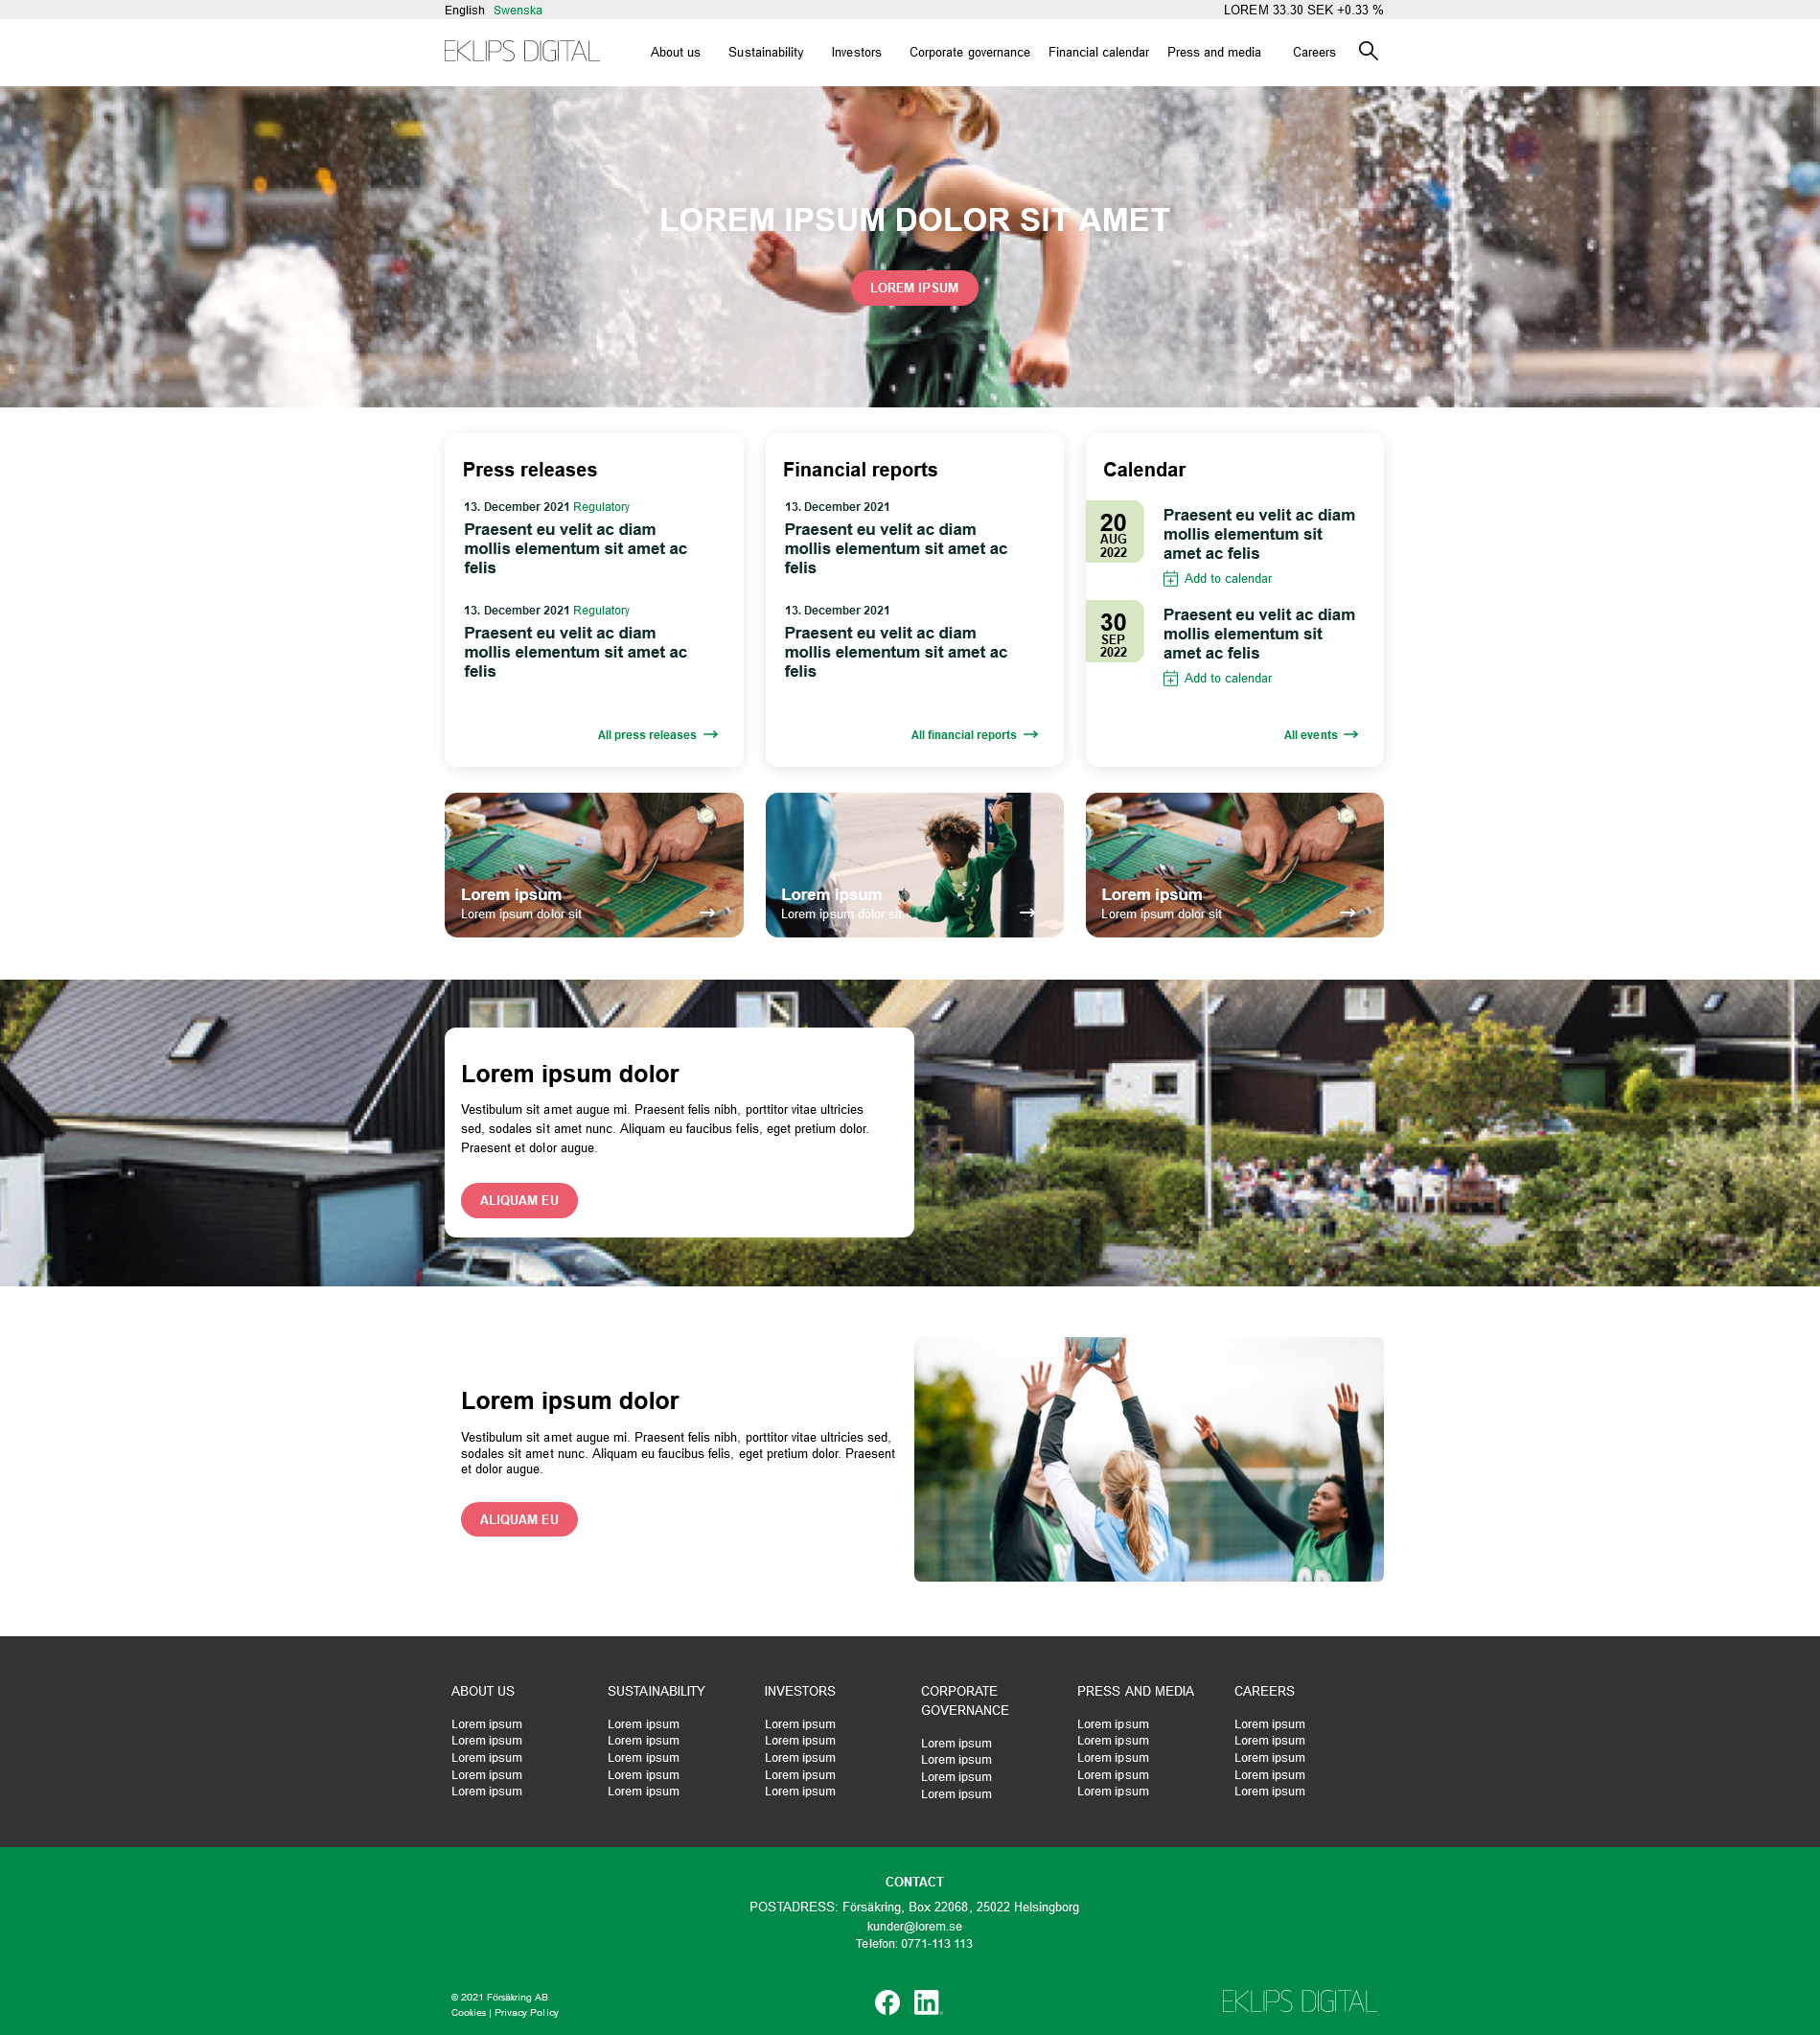 English Swenska
LOREM 33.30 SEK +0.33 %
EKLIPS DIGITAL
About us Sustainability Investors Corporate governance Financial calendar Press and media Careers
LOREM IPSUM DOLOR SIT AMET
LOREM IPSUM
Press releases
13. December 2021 Regulatory
Praesent eu velit ac diam
mollis elementum sit amet ac
felis
13. December 2021 Regulatory
Praesent eu velit ac diam
mollis elementum sit amet ac
felis
All press releases
Financial reports
13. December 2021
Praesent eu velit ac diam
mollis elementum sit amet ac
felis
13. December 2021
Praesent eu velit ac diam
mollis elementum sit amet ac
felis
All financial reports
Calendar
20
AUG
2022
Praesent eu velit ac diam
mollis elementum sit
amet ac felis
Add to calendar
30
SEP
2022
Praesent eu velit ac diam
mollis elementum sit
amet ac felis
Add to calendar
All events
Lorem ipsum
Lorem ipsum dolor sit
Lorem ipsum
Lorem ipsum dolor sit
Lorem ipsum
Lorem ipsum dolor sit
Lorem ipsum dolor
Vestibulum sit amet augue mi. Praesent felis nibh, porttitor vitae ultricies
sed, sodales sit amet nunc. Aliquam eu faucibus felis, eget pretium dolor.
Praesent et dolor augue.
ALIQUAM EU
Lorem ipsum dolor
Vestibulum sit amet augue mi. Praesent felis nibh, porttitor vitae ultricies sed,
sodales sit amet nunc. Aliquam eu faucibus felis, eget pretium dolor. Praesent
et dolor augue.
ALIQUAM EU
ABOUT US
Lorem ipsum
Lorem ipsum
Lorem ipsum
Lorem ipsum
Lorem ipsum
SUSTAINABILITY
Lorem ipsum
Lorem ipsum
Lorem ipsum
Lorem ipsum
Lorem ipsum
INVESTORS
Lorem ipsum
Lorem ipsum
Lorem ipsum
Lorem ipsum
Lorem ipsum
CORPORATE
GOVERNANCE
Lorem ipsum
Lorem ipsum
Lorem ipsum
Lorem ipsum
PRESS AND MEDIA
Lorem ipsum
Lorem ipsum
Lorem ipsum
Lorem ipsum
Lorem ipsum
CAREERS
Lorem ipsum
Lorem ipsum
Lorem ipsum
Lorem ipsum
Lorem ipsum
CONTACT
POSTADRESS: Försäkring, Box 22068, 25022 Helsingborg
kunder@lorem.se
Telefon: 0771-113 113
© 2021 Försäkring AB
Cookies | Privacy Policy
EKLIPS DIGITAL